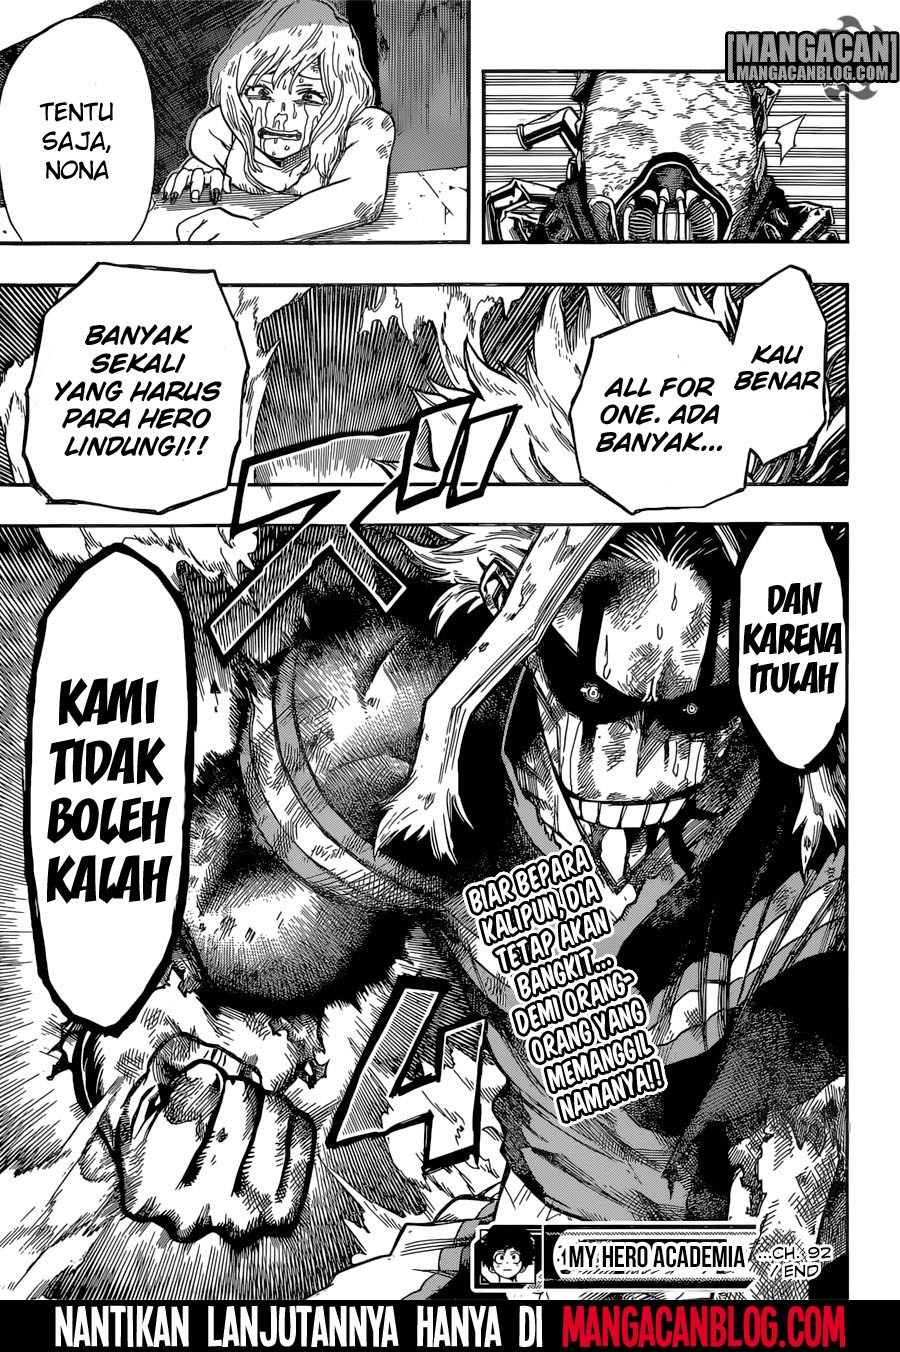 [MANGACAN]
MANGACANBLOG.COM
TENTU
SAJA,
NONA
KAU
BENAR
ALL FOR
ONE. ADA
BANYAK...
BANYAK
SEKALI
YANG HARUS
PARA HERO
LINDUNGI!!
ズッ
DAN
KARENA
ITULAH
KAMI
TIDAK
BOLEH
KALAH
BIAR BEPARA
KALIPUN, DIA
TETAP AKAN
BANGKIT...
DEMI ORANG-
ORANG YANG
MEMANGGIL
NAMANYA!!
MY HERO ACADEMIA
...CH. 92
/ END
NANTIKAN LANJUTANNYA HANYA DI MANGACANBLOG.COM